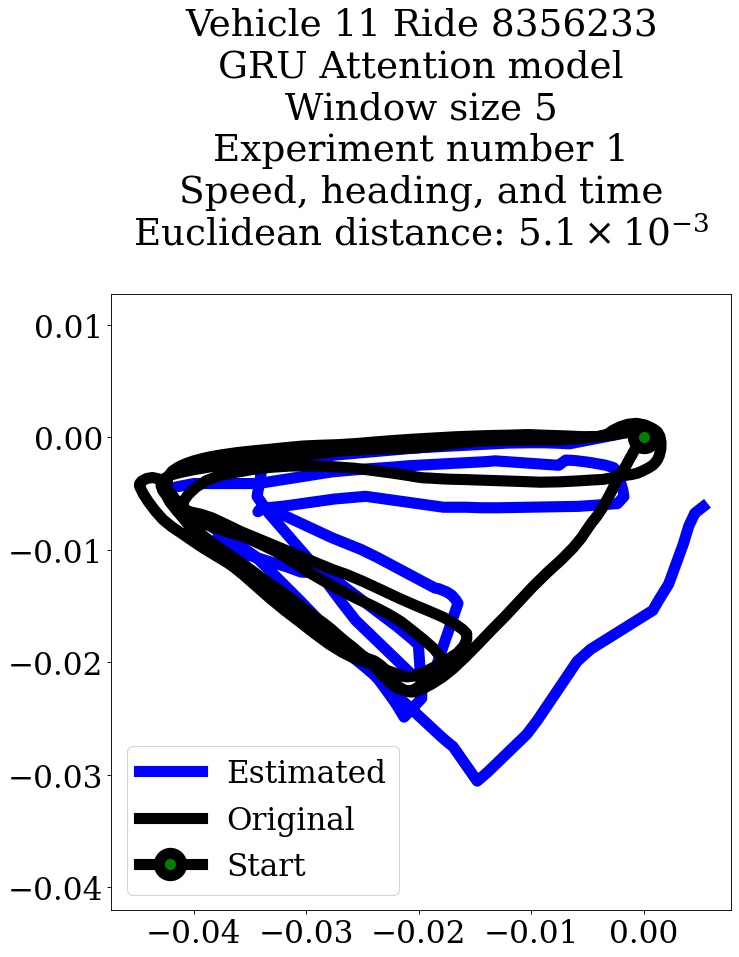 Vehicle 11 Ride 8356233
GRU Attention model
Window size 5
Experiment number 1
Speed, heading, and time
Euclidean distance: 5.1 × 10⁻³
0.01
0.00
−0.01
−0.02
−0.03
−0.04
Estimated
Original
Start
−0.04 −0.03 −0.02 −0.01 0.00